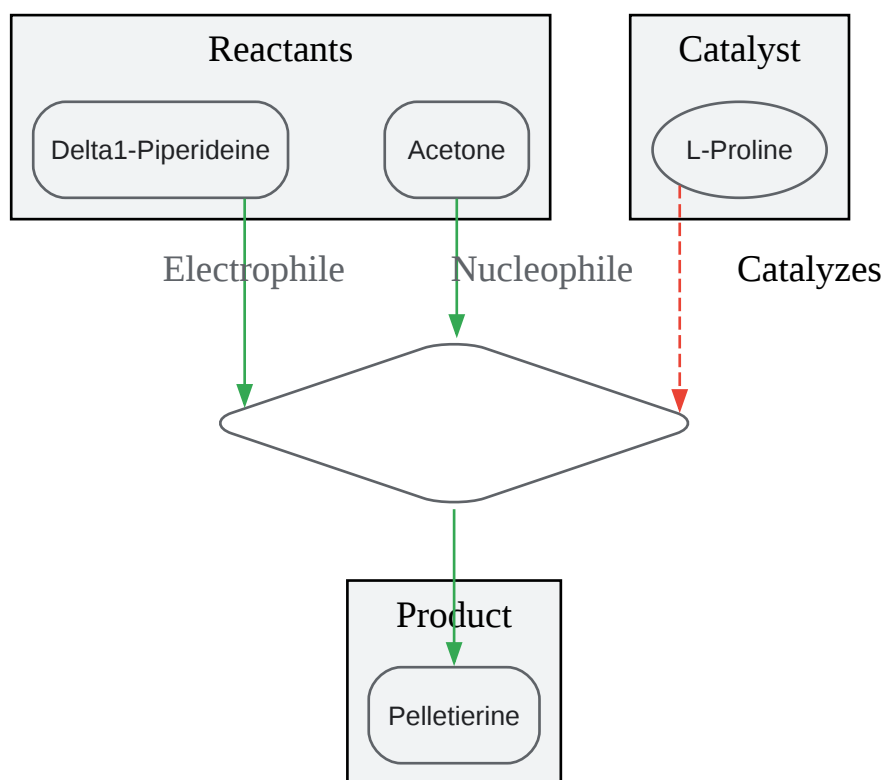 Reactants
Catalyst
Delta1-Piperideine
Acetone
L-Proline
Electrophile
Nucleophile
Catalyzes
Product
Pelletierine